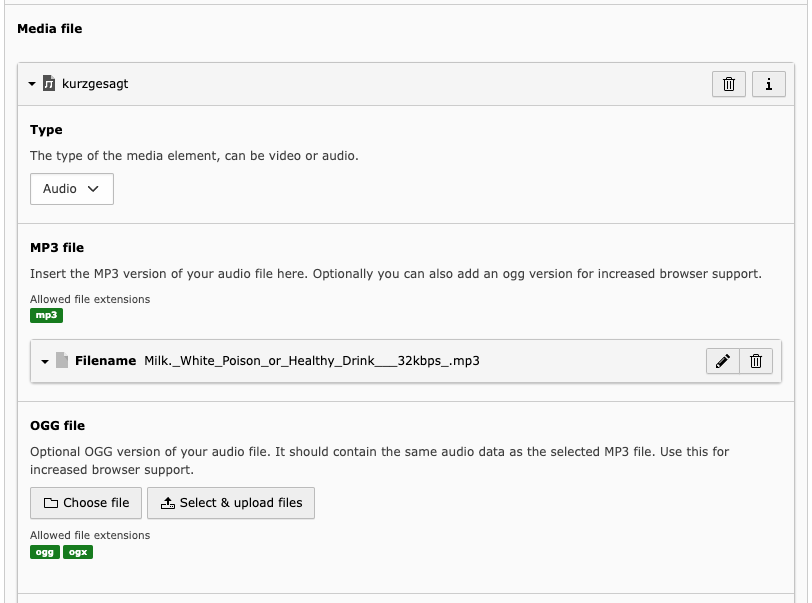 Media file
kurzgesagt
Type
The type of the media element, can be video or audio.
Audio
MP3 file
Insert the MP3 version of your audio file here. Optionally you can also add an ogg version for increased browser support.
Allowed file extensions
mp3
Filename Milk._White_Poison_or_Healthy_Drink___32kbps_.mp3
OGG file
Optional OGG version of your audio file. It should contain the same audio data as the selected MP3 file. Use this for
increased browser support.
Choose file Select & upload files
Allowed file extensions
ogg ogx